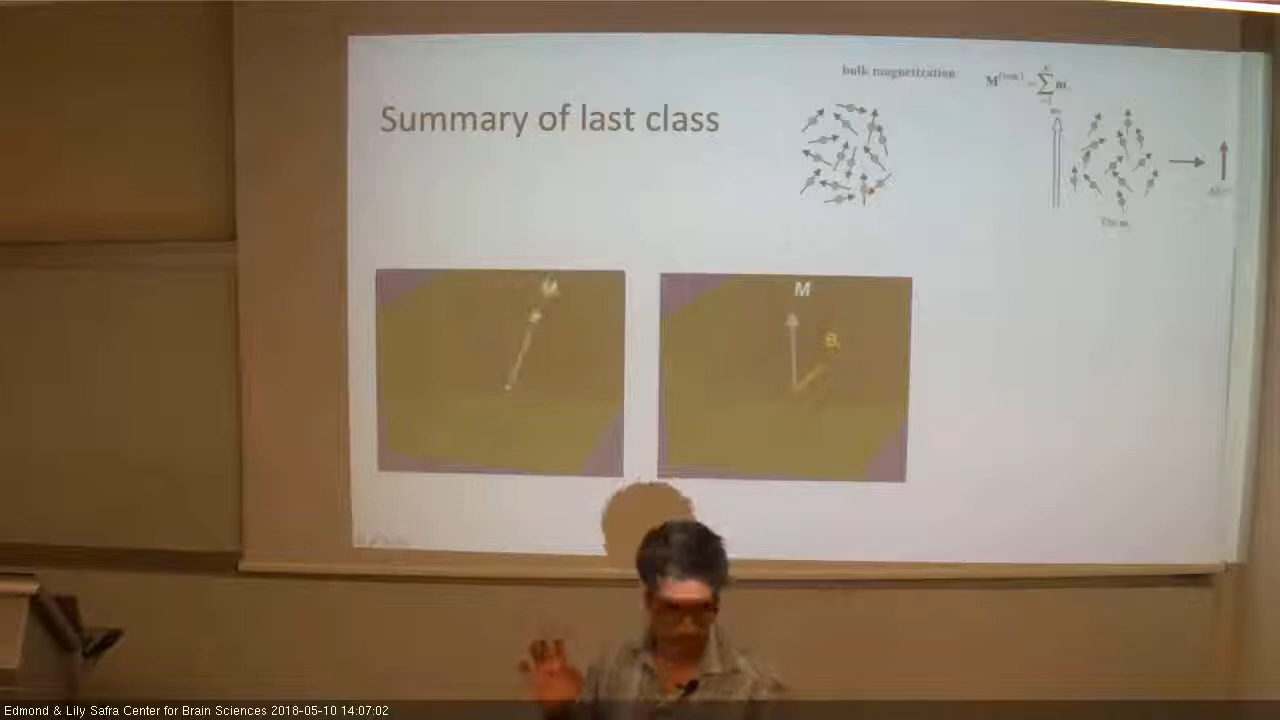 bulk magnetization
Summary of last class
M
B
Edmond & Lily Safra Center for Brain Sciences 2018-05-10 14:07:02